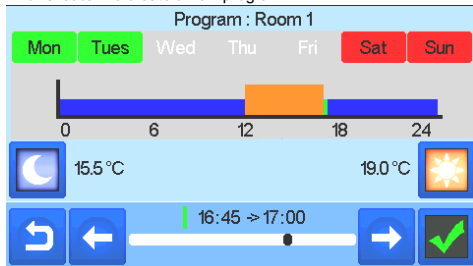 Program : Room 1
Mon Tues Wed Thu Fri Sat Sun
0 6 12 18 24
15.5 °C 19.0 °C
16:45 -> 17:00